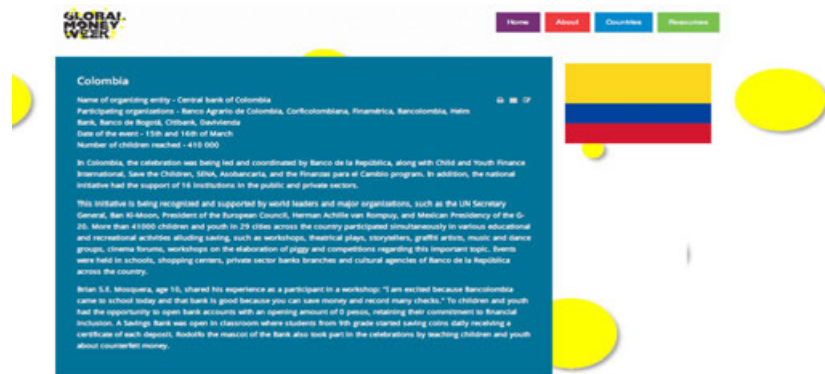 GLOBAL
MONEY
WEEK
Home About Countries Resources
Colombia
Name of organizing entity - Central bank of Colombia
Participating organizations - Banco Agrario de Colombia, Corficolombiana, Finamérica, Bancolombia, Helm
Bank, Banco de Bogotá, Citibank, Davivienda
Date of the event - 15th and 16th of March
Number of children reached - 410 000
In Colombia, the celebration was being led and coordinated by Banco de la República, along with Child and Youth Finance
International, Save the Children, SENA, Asobancaria, and the Finanzas para el Cambio program. In addition, the national
initiative had the support of 16 institutions in the public and private sectors.
This initiative is being recognized and supported by world leaders and major organizations, such as the UN Secretary
General, Ban Ki-Moon, President of the European Council, Herman Achille van Rompuy, and Mexican Presidency of the G-
20. More than 41000 children and youth in 29 cities across the country participated simultaneously in various educational
and recreational activities alluding saving, such as workshops, theatrical plays, storytellers, graffiti artists, music and dance
groups, cinema forums, workshops on the elaboration of piggy and competitions regarding this important topic. Events
were held in schools, shopping centers, private sector banks branches and cultural agencies of Banco de la República
across the country.
Brian S.E. Mosquera, age 10, shared his experience as a participant in a workshop: "I am excited because Bancolombia
came to school today and that bank is good because you can save money and record many checks." To children and youth
had the opportunity to open bank accounts with an opening amount of 0 pesos, retaining their commitment to financial
inclusion. A Savings Bank was open in classroom where students from 9th grade started saving coins daily receiving a
certificate of each deposit. Rodolfo the mascot of the Bank also took part in the celebrations by teaching children and youth
about counterfeit money.